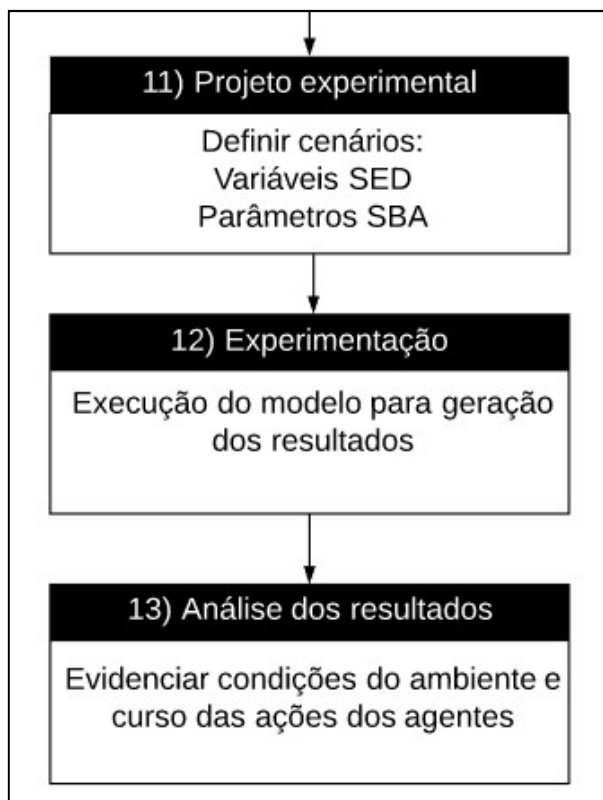 11) Projeto experimental
Definir cenários:
Variáveis SED
Parâmetros SBA
12) Experimentação
Execução do modelo para geração
dos resultados
13) Análise dos resultados
Evidenciar condições do ambiente e
curso das ações dos agentes